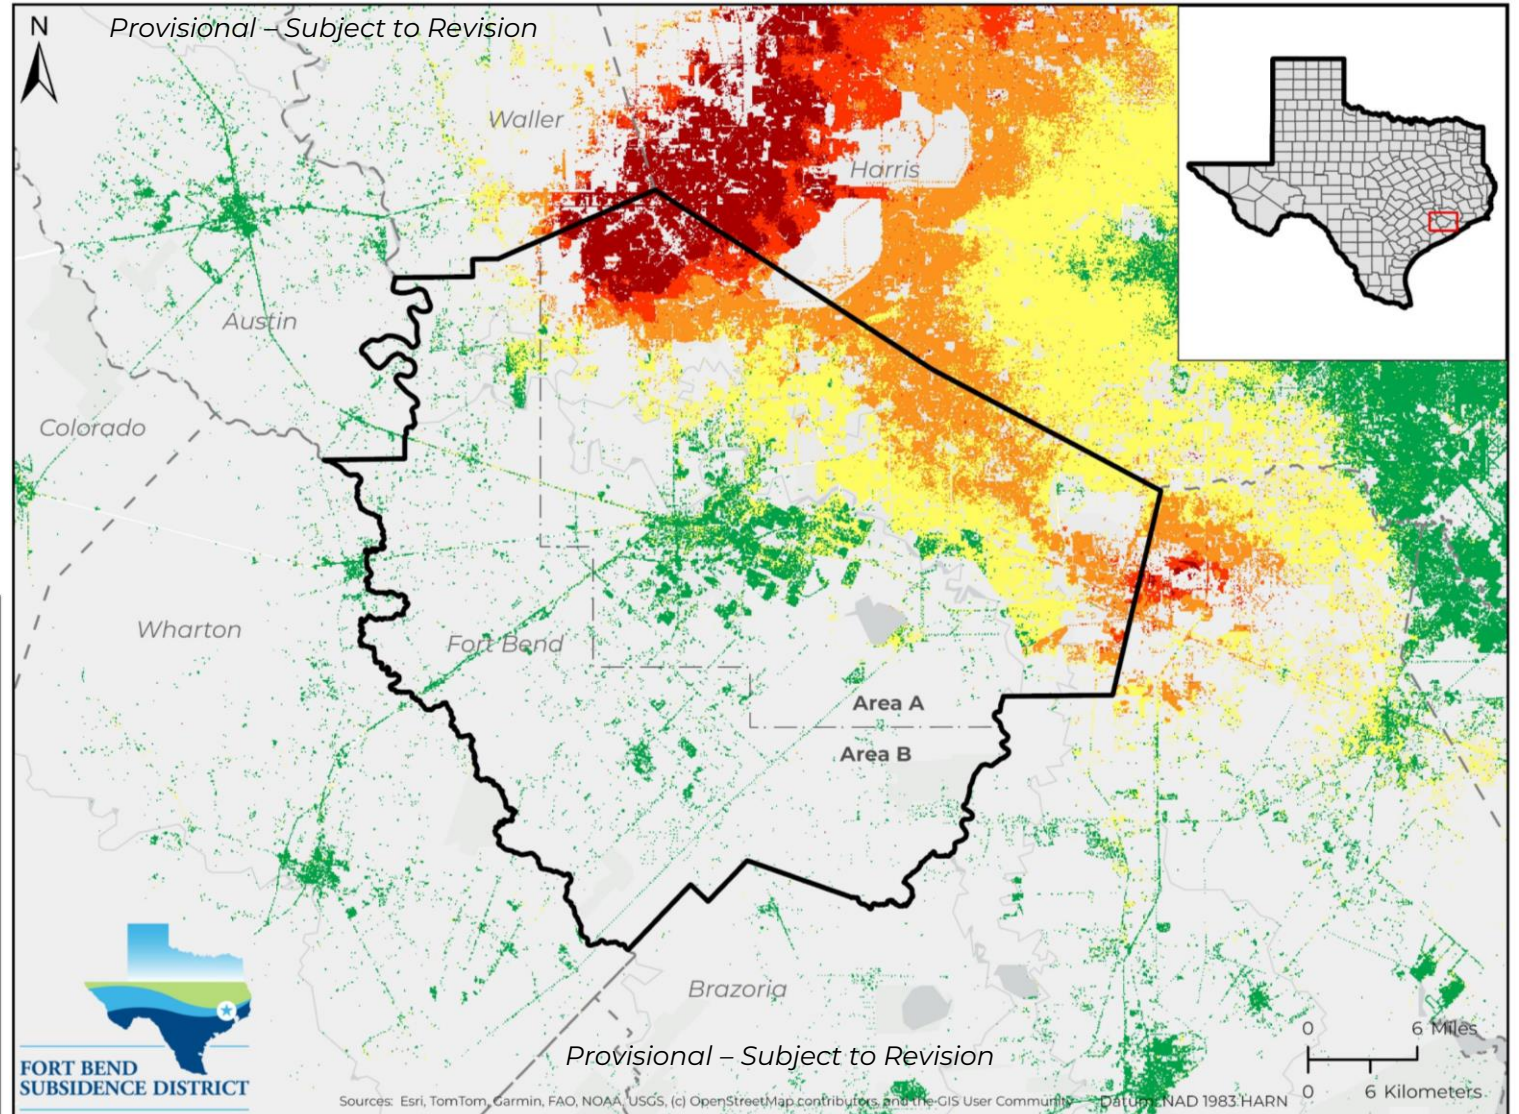 Provisional – Subject to Revision
N
Waller
Harris
Austin
Colorado
Wharton
Fort Bend
Area A
Area B
Brazoria
0 6 Miles
Provisional – Subject to Revision
0 6 Kilometers
FORT BEND
SUBSIDENCE DISTRICT
Sources: Esri, TomTom, Garmin, FAO, NOAA, USGS, (c) OpenStreetMap contributors, and the GIS User Community
Datum: NAD 1983 HARN